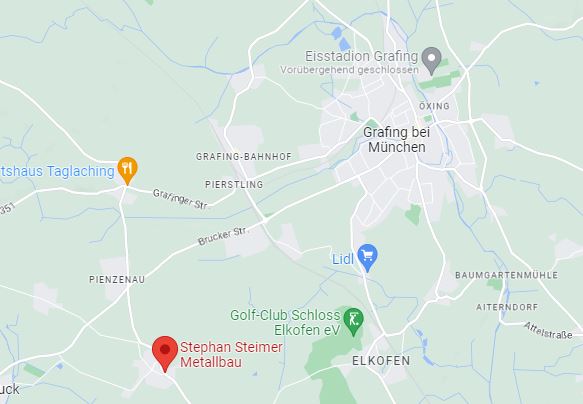 Eisstadion Grafing
Vorübergehend geschlossen
OXING
Grafing bei
München
GRAFING-BAHNHOF
tshaus Taglaching
PIERSTLING
Grafinger Str.
351
Brucker Str.
Lidl
PIENZENAU
BAUMGARTENMÜHLE
AITERNDORF
Golf-Club Schloss
Elkofen eV
Attelstraße
Stephan Steimer
Metallbau
ELKOFEN
uck